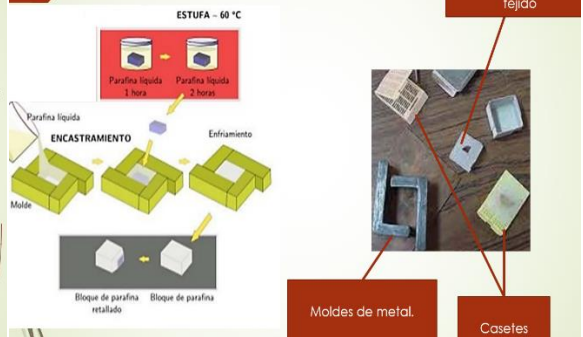 ESTUFA – 60 °C
Parafina líquida
1 hora
Parafina líquida
2 horas
Parafina líquida
ENCASTRAMIENTO
Enfriamiento
Molde
Bloque de parafina
retallado
Bloque de parafina
tejido
Moldes de metal.
Casetes